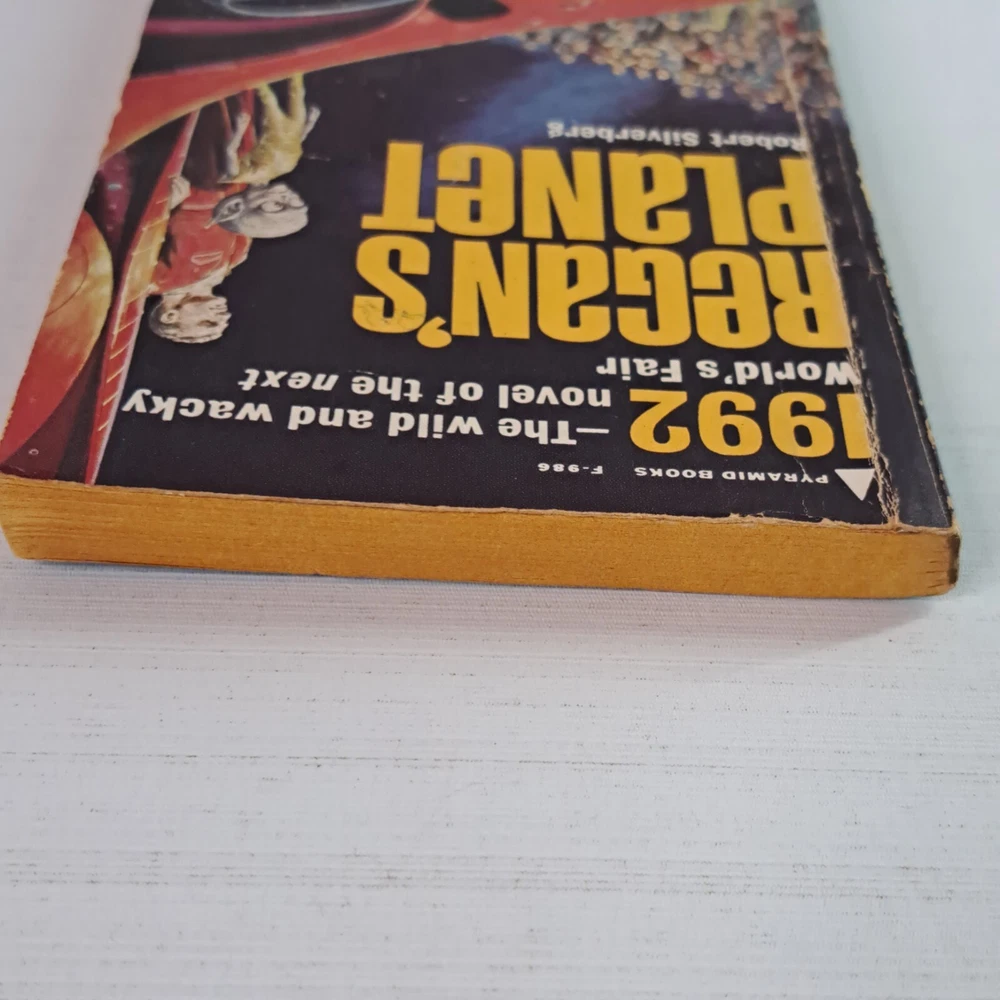 PYRAMID BOOKS F-986
1992 —The wild and wacky
novel of the next
World's Fair
ReGaN'S
PLaNeT
Robert Silverberg